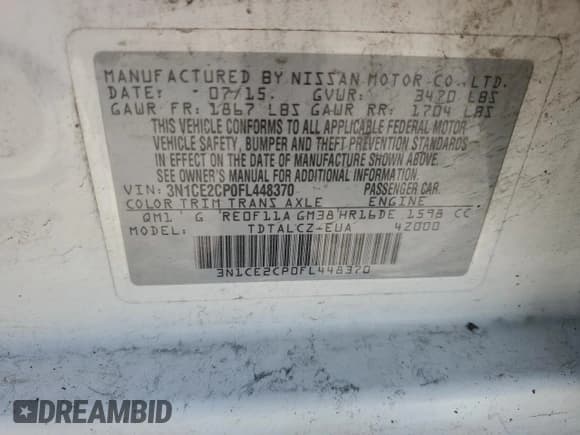 MANUFACTURED BY NISSAN MOTOR CO., LTD.
DATE: 07/15. GVWR: 3470 LBS
GAWR FR: 1867 LBS GAWR RR: 1704 LBS
THIS VEHICLE CONFORMS TO ALL APPLICABLE FEDERAL MOTOR
VEHICLE SAFETY, BUMPER AND THEFT PREVENTION STANDARDS
IN EFFECT ON THE DATE OF MANUFACTURE SHOWN ABOVE.
SEE OWNER'S MANUAL FOR ADDITIONAL INFORMATION.
VIN: 3N1CE2CP0FL448370 PASSENGER CAR.
COLOR TRIM TRANS AXLE ENGINE
QM1 G RE0F11A GM38 HR16DE 1598 CC
MODEL: TDTALCZ-EUA 42000
3N1CE2CP0FL448370
DREAMBID